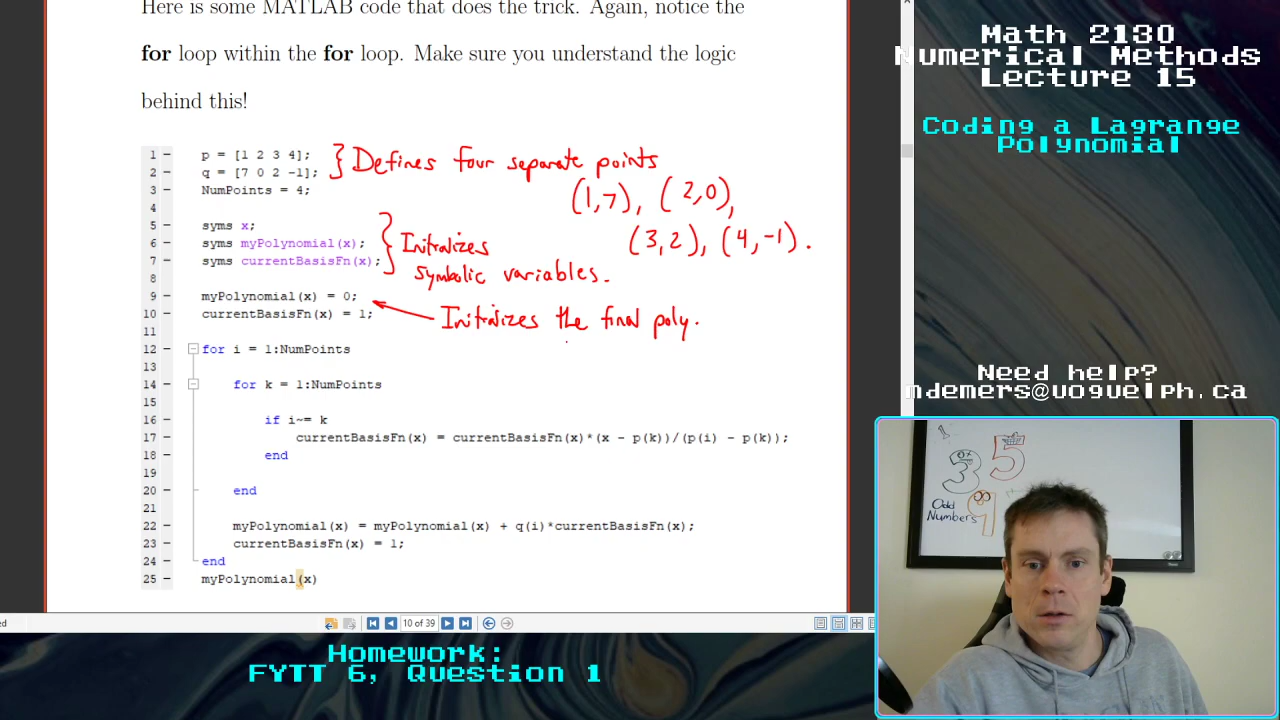 Here is some MATLAB code that does the trick. Again, notice the
for loop within the for loop. Make sure you understand the logic
behind this!
1 - p = [1 2 3 4];
2 - q = [7 0 2 -1];
3 - NumPoints = 4;
4
5 - syms x;
6 - syms myPolynomial(x);
7 - syms currentBasisFn(x);
8
9 - myPolynomial(x) = 0;
10 - currentBasisFn(x) = 1;
11
12 - for i = 1:NumPoints
13
14 - for k = 1:NumPoints
15
16 - if i~= k
17 - currentBasisFn(x) = currentBasisFn(x)*(x - p(k))/(p(i) - p(k));
18 - end
19
20 - end
21
22 - myPolynomial(x) = myPolynomial(x) + q(i)*currentBasisFn(x);
23 - currentBasisFn(x) = 1;
24 - end
25 - myPolynomial(x)
Defines four separate points
(1,7), (2,0),
(3,2), (4,-1).
Initializes
symbolic variables.
Initializes the final poly.
10 of 39
Math 2130
Numerical Methods
Lecture 15
Coding a Lagrange
Polynomial
Need help?
ndemers@uoguelph.ca
3
5
9
Odd
Numbers
Homework:
FYTT 6, Question 1